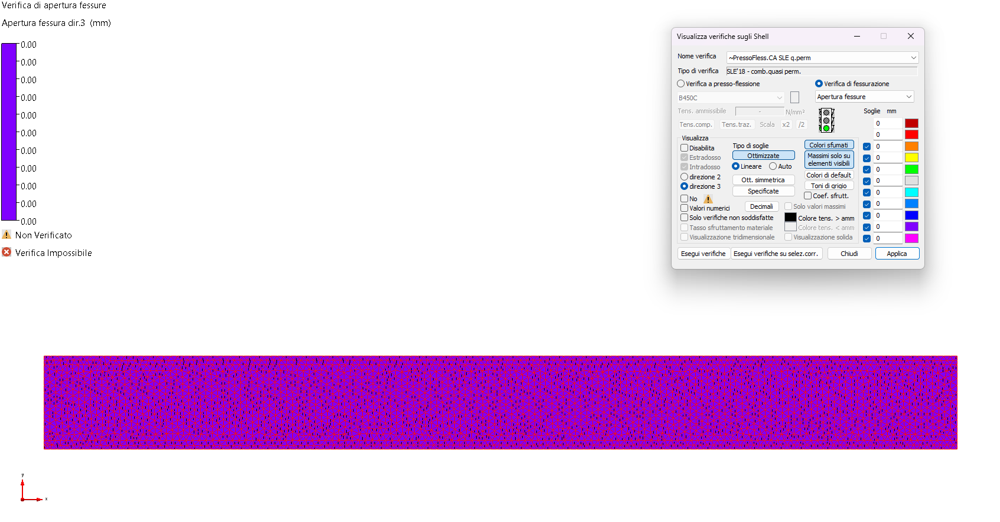 Verifica di apertura fessure
Apertura fessura dir.3 (mm)
0.00
0.00
0.00
0.00
0.00
0.00
0.00
0.00
0.00
0.00
0.00
Non Verificato
Verifica Impossibile
Visualizza verifiche sugli Shell
Nome verifica ~PressoFless.CA SLE q.perm
Tipo di verifica SLE'18 - comb.quasi perm.
Verifica a presso-flessione Verifica di fessurazione
B450C Apertura fessure
Tens. ammissibile - N/mm² Soglie mm
Tens.comp. Tens.traz. Scala x2 /2 0
0
Visualizza
Disabilita Tipo di soglie Colori sfumati 0
Estradosso Ottimizzate Massimi solo su elementi visibili 0
Intradosso Lineare Auto 0
direzione 2 Ott. simmetrica Colori di default 0
direzione 3 Specificate Toni di grigio 0
No Coef. sfrutt. 0
Valori numerici Decimali Solo valori massimi
Solo verifiche non soddisfatte Colore tens. > amm 0
Tasso sfruttamento materiale Colore tens. < amm 0
Visualizzazione tridimensionale Visualizzazione solida 0
Esegui verifiche Esegui verifiche su selez.corr. Chiudi Applica
y
x